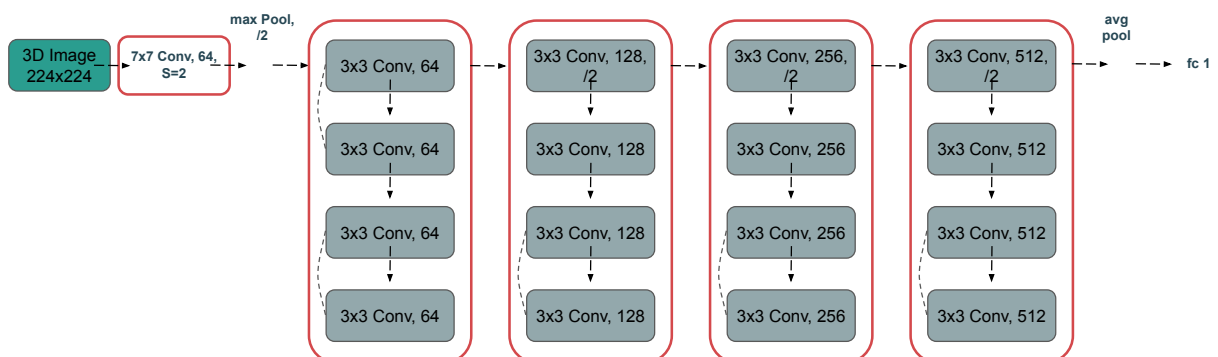 3D Image
224x224
7x7 Conv, 64,
S=2
max Pool,
/2
3x3 Conv, 64
3x3 Conv, 64
3x3 Conv, 64
3x3 Conv, 64
3x3 Conv, 128,
/2
3x3 Conv, 128
3x3 Conv, 128
3x3 Conv, 128
3x3 Conv, 256,
/2
3x3 Conv, 256
3x3 Conv, 256
3x3 Conv, 256
3x3 Conv, 512,
/2
3x3 Conv, 512
3x3 Conv, 512
3x3 Conv, 512
avg
pool
fc 1